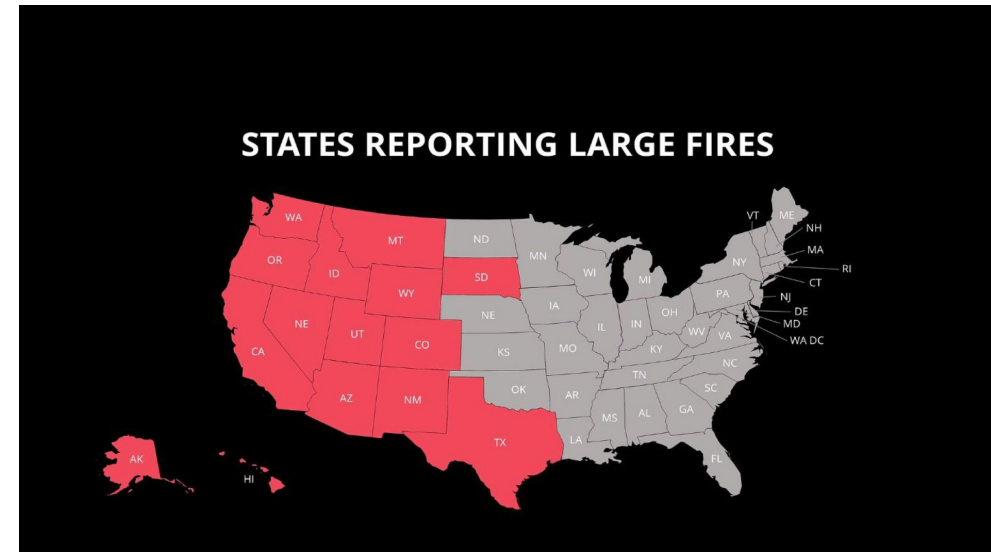 STATES REPORTING LARGE FIRES
WA
MT
ND
MN
VT
ME
NH
MA
RI
CT
OR
ID
WY
SD
WI
MI
NY
PA
NJ
DE
MD
WA DC
NE
UT
CO
NE
IA
IL
IN
OH
WV
VA
CA
KS
MO
KY
NC
TN
AZ
NM
OK
AR
SC
MS
AL
GA
TX
LA
FL
AK
HI